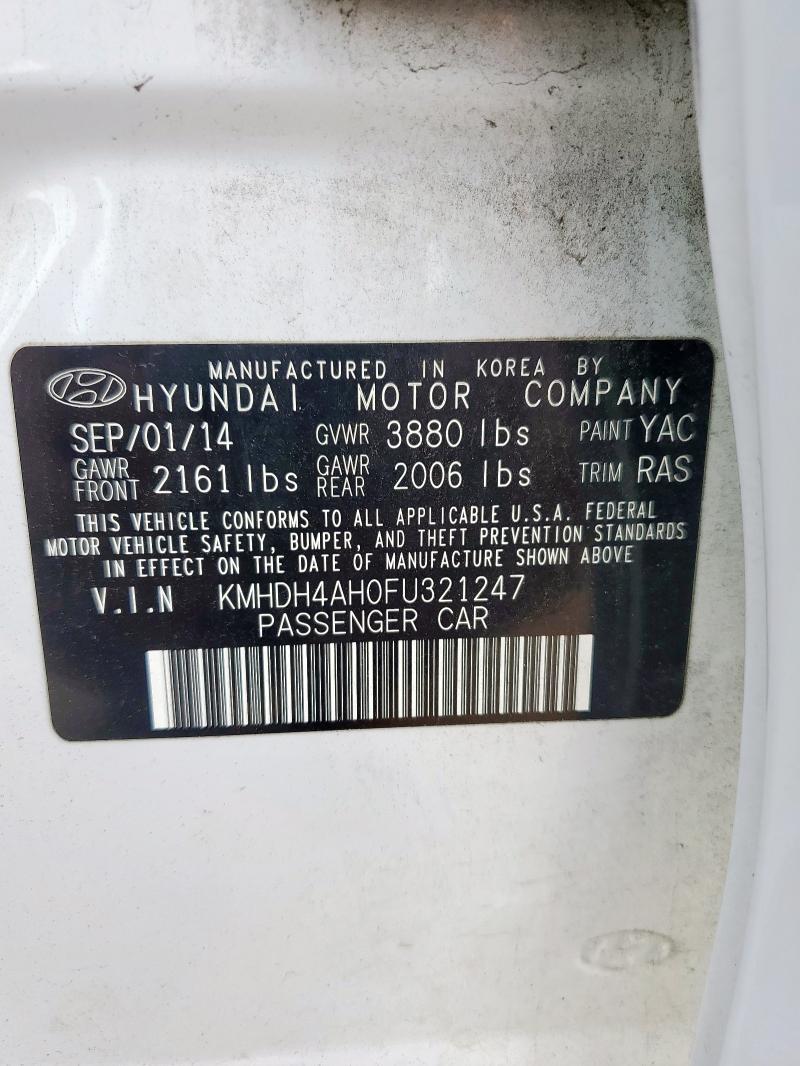 MANUFACTURED IN KOREA BY
HYUNDAI MOTOR COMPANY
SEP/01/14 GVWR 3880 lbs PAINT YAC
GAWR FRONT 2161 lbs GAWR REAR 2006 lbs TRIM RAS
THIS VEHICLE CONFORMS TO ALL APPLICABLE U.S.A. FEDERAL
MOTOR VEHICLE SAFETY, BUMPER, AND THEFT PREVENTION STANDARDS
IN EFFECT ON THE DATE OF MANUFACTURE SHOWN ABOVE
V.I.N KMHDH4AH0FU321247
PASSENGER CAR